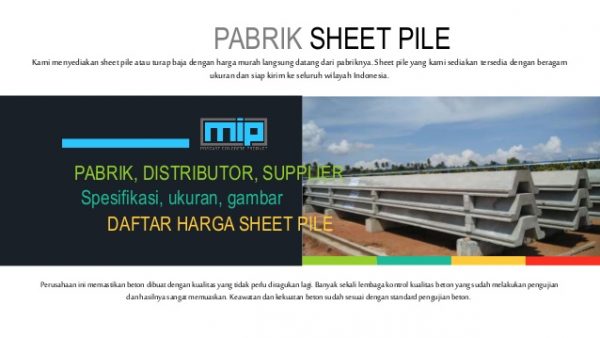 PABRIK SHEET PILE
Kami menyediakan sheet pile atau turap baja dengan harga murah langsung datang dari pabriknya. Sheet pile yang kami sediakan tersedia dengan beragam
ukuran dan siap kirim ke seluruh wilayah Indonesia.
mip
PABRIK, DISTRIBUTOR, SUPPLIER
Spesifikasi, ukuran, gambar
DAFTAR HARGA SHEET PILE
Perusahaan ini memastikan beton dibuat dengan kualitas yang tidak perlu diragukan lagi. Banyak sekali lembaga kontrol kualitas beton yang sudah melakukan pengujian
dan hasilnya sangat memuaskan. Keawatan dan kekuatan beton sudah sesuai dengan standard pengujian beton.